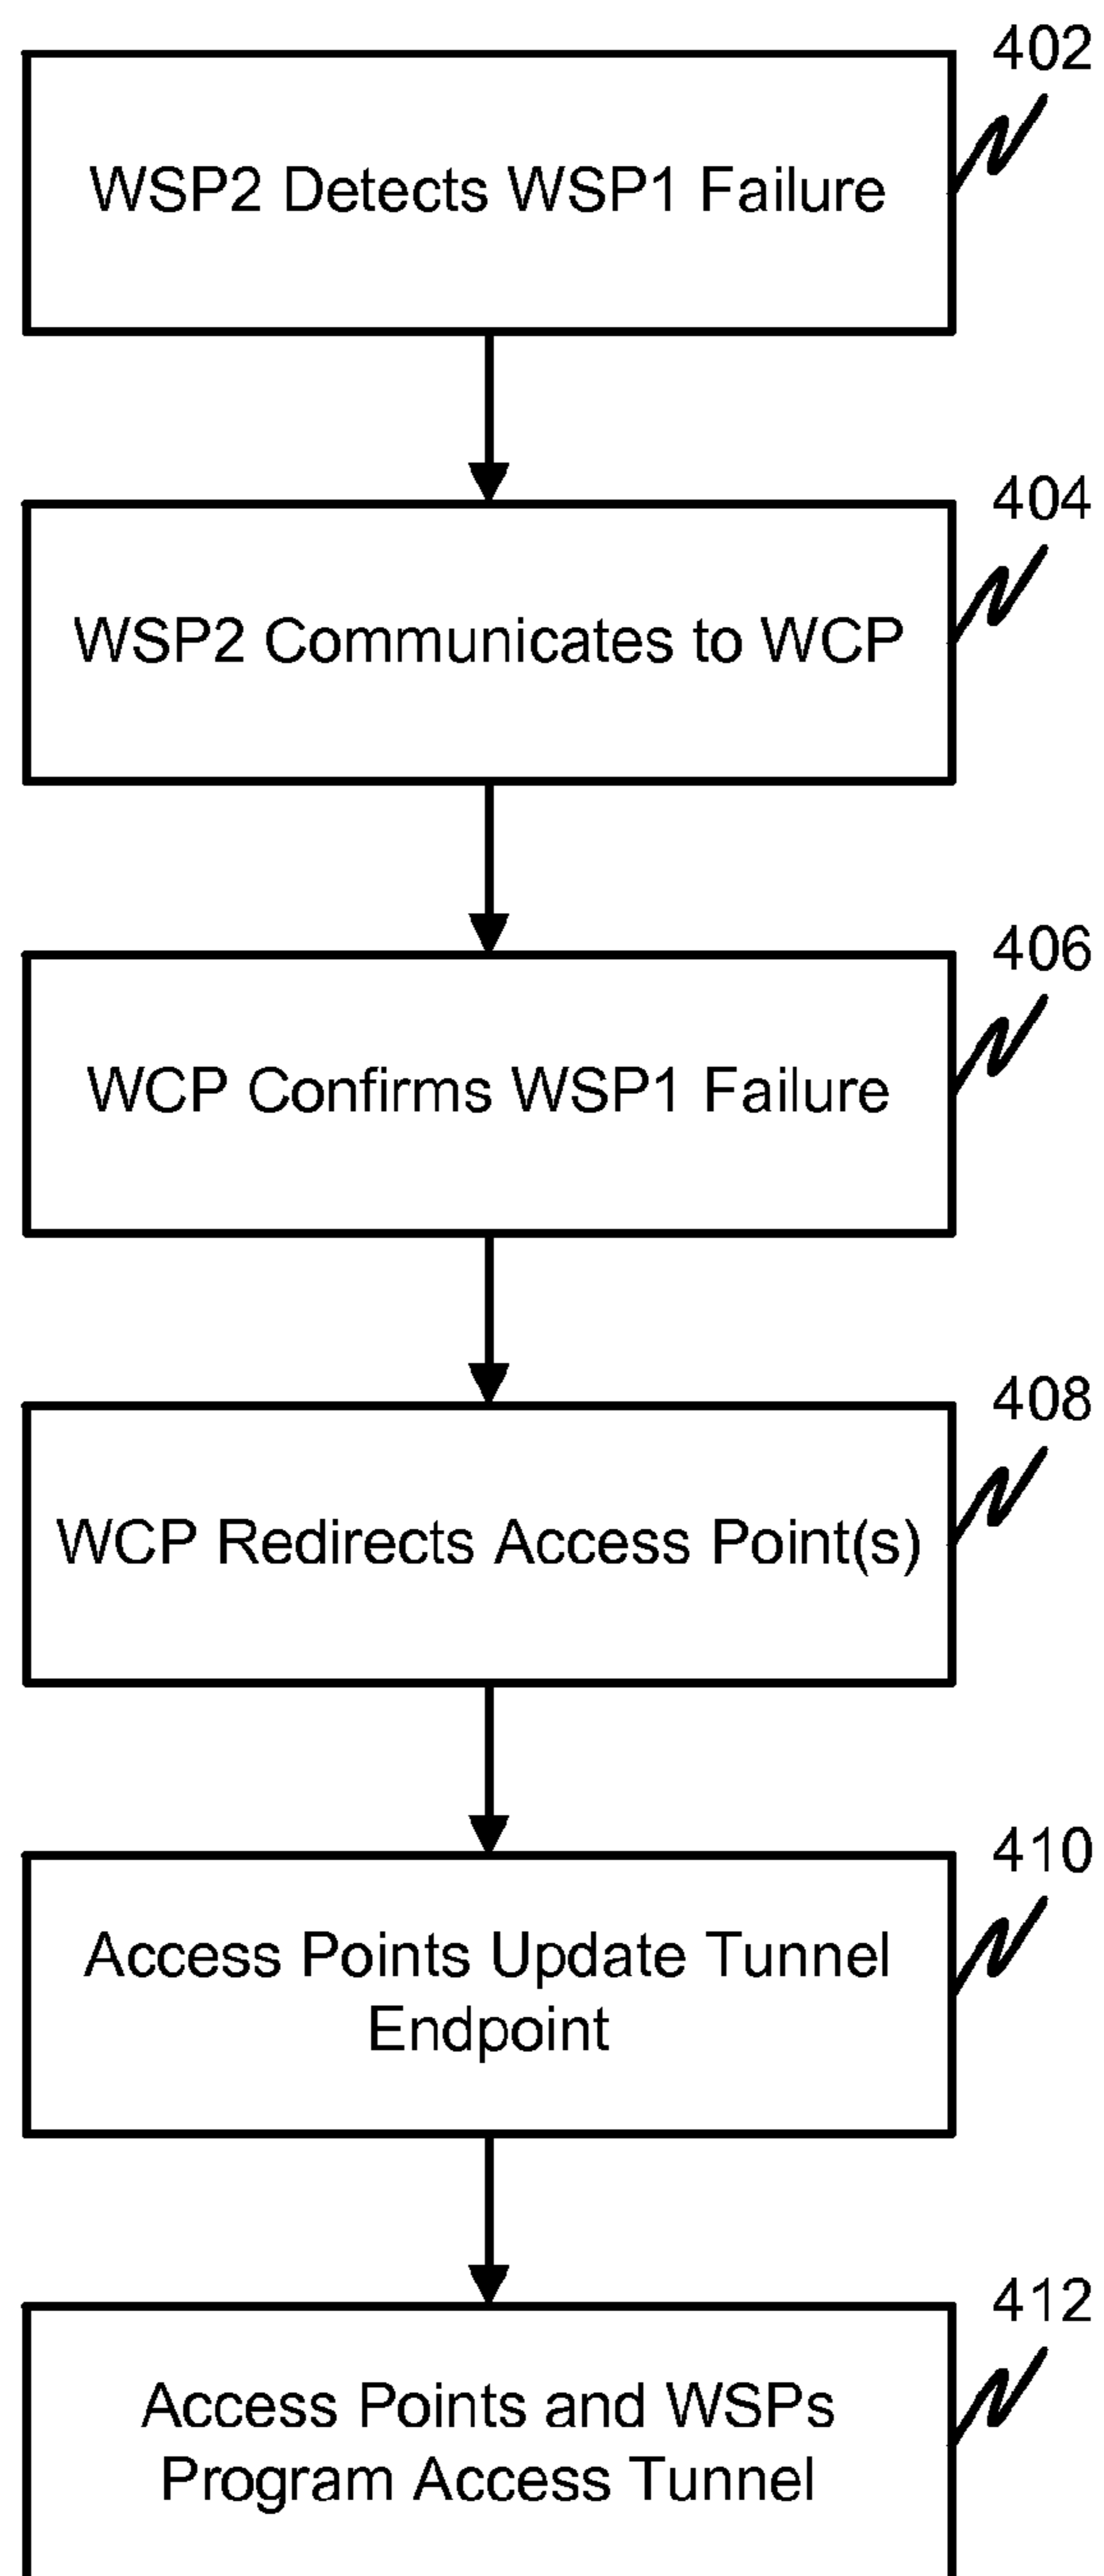 402
WSP2 Detects WSP1 Failure
404
WSP2 Communicates to WCP
406
WCP Confirms WSP1 Failure
408
WCP Redirects Access Point(s)
410
Access Points Update Tunnel
Endpoint
412
Access Points and WSPs
Program Access Tunnel